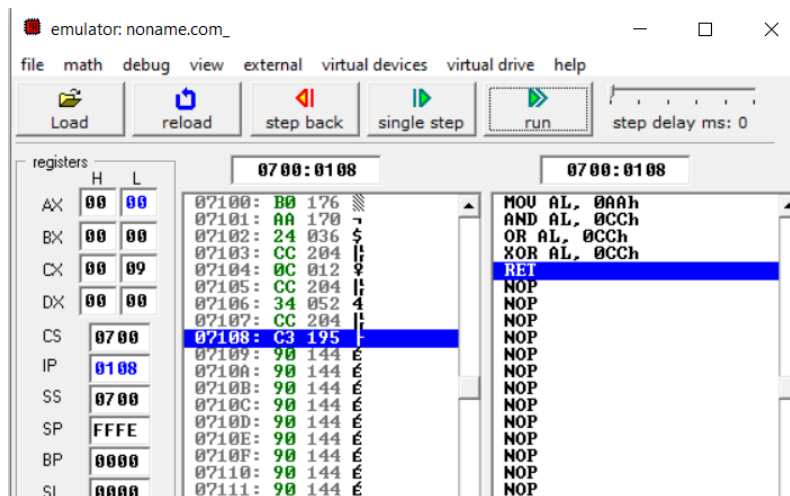 emulator: noname.com_
file math debug view external virtual devices virtual drive help
Load reload step back single step run step delay ms: 0
registers
H L
0700:0108
0700:0108
AX 00 00
BX 00 00
CX 00 09
DX 00 00
CS 0700
IP 0108
SS 0700
SP FFFE
BP 0000
SI 0000
07100: B0 176 ▒
07101: AA 170 ¬
07102: 24 036 $
07103: CC 204 ╠
07104: 0C 012 ♀
07105: CC 204 ╠
07106: 34 052 4
07107: CC 204 ╠
07108: C3 195 ├
07109: 90 144 É
0710A: 90 144 É
0710B: 90 144 É
0710C: 90 144 É
0710D: 90 144 É
0710E: 90 144 É
0710F: 90 144 É
07110: 90 144 É
07111: 90 144 É
MOV AL, 0AAh
AND AL, 0CCh
OR AL, 0CCh
XOR AL, 0CCh
RET
NOP
NOP
NOP
NOP
NOP
NOP
NOP
NOP
NOP
NOP
NOP
NOP
NOP